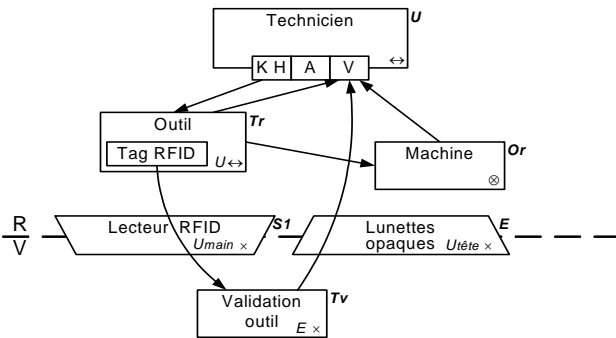 Technicien U
↔
K H A V
Outil Tr
Tag RFID
U↔
Machine Or
⊗
R
V
Lecteur RFID S1
Umain ×
Lunettes E
opaques Utête ×
Validation Tv
outil
E ×